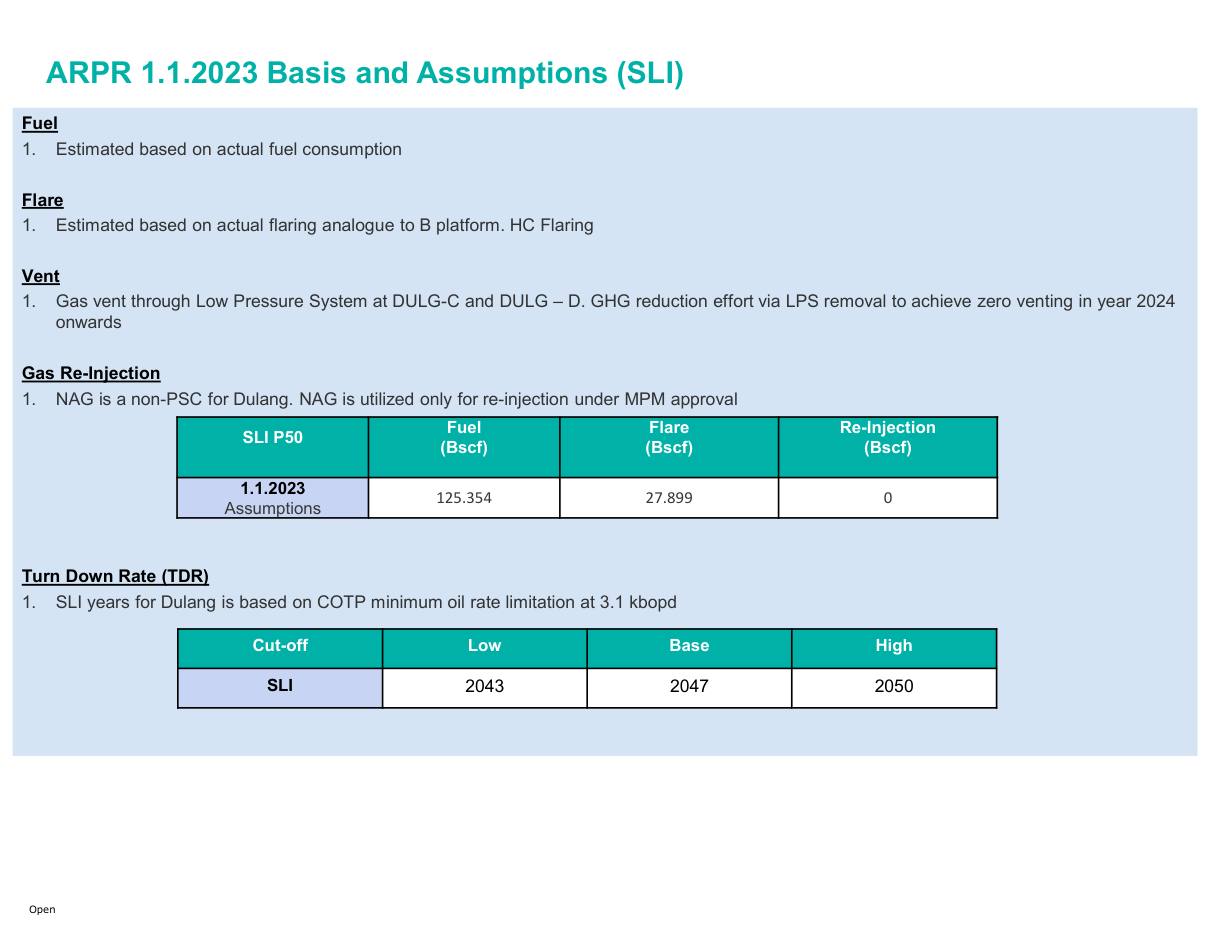 ARPR 1.1.2023 Basis and Assumptions (SLI)
Fuel
1. Estimated based on actual fuel consumption
Flare
1. Estimated based on actual flaring analogue to B platform. HC Flaring
Vent
1. Gas vent through Low Pressure System at DULG-C and DULG – D. GHG reduction effort via LPS removal to achieve zero venting in year 2024
onwards
Gas Re-Injection
1. NAG is a non-PSC for Dulang. NAG is utilized only for re-injection under MPM approval
SLI P50 Fuel (Bscf) Flare (Bscf) Re-Injection (Bscf)
1.1.2023 Assumptions 125.354 27.899 0
Turn Down Rate (TDR)
1. SLI years for Dulang is based on COTP minimum oil rate limitation at 3.1 kbopd
Cut-off Low Base High
SLI 2043 2047 2050
Open